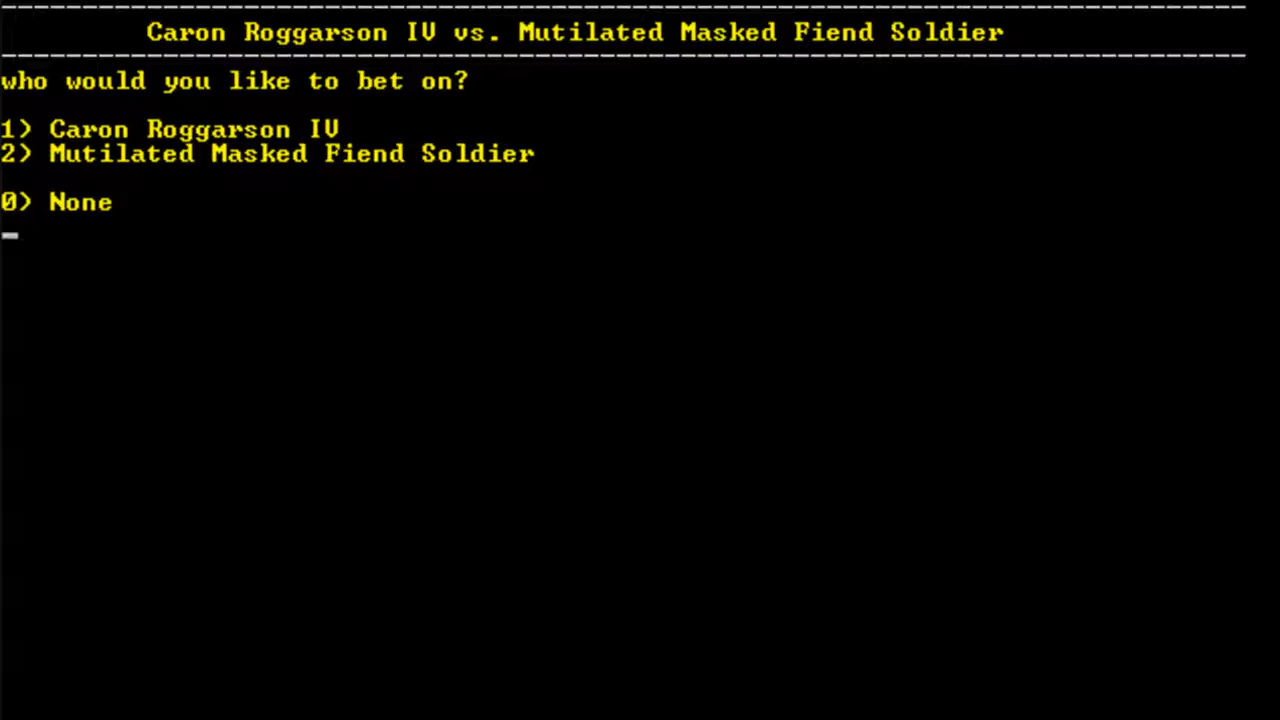 Caron Roggarson IV vs. Mutilated Masked Fiend Soldier
who would you like to bet on?
1) Caron Roggarson IV
2) Mutilated Masked Fiend Soldier
0) None